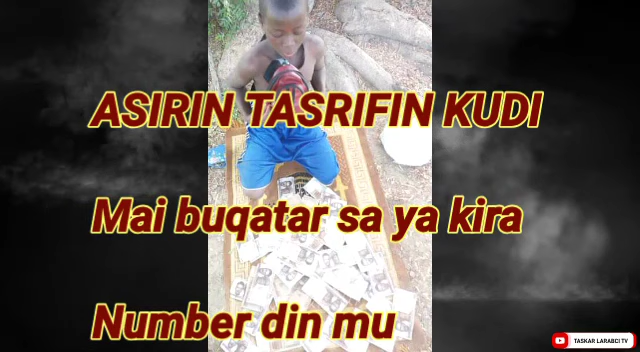 ASIRIN TASRIFIN KUDI
Mai buqatar sa ya kira
Number din mu
TASKAR LARABCI TV